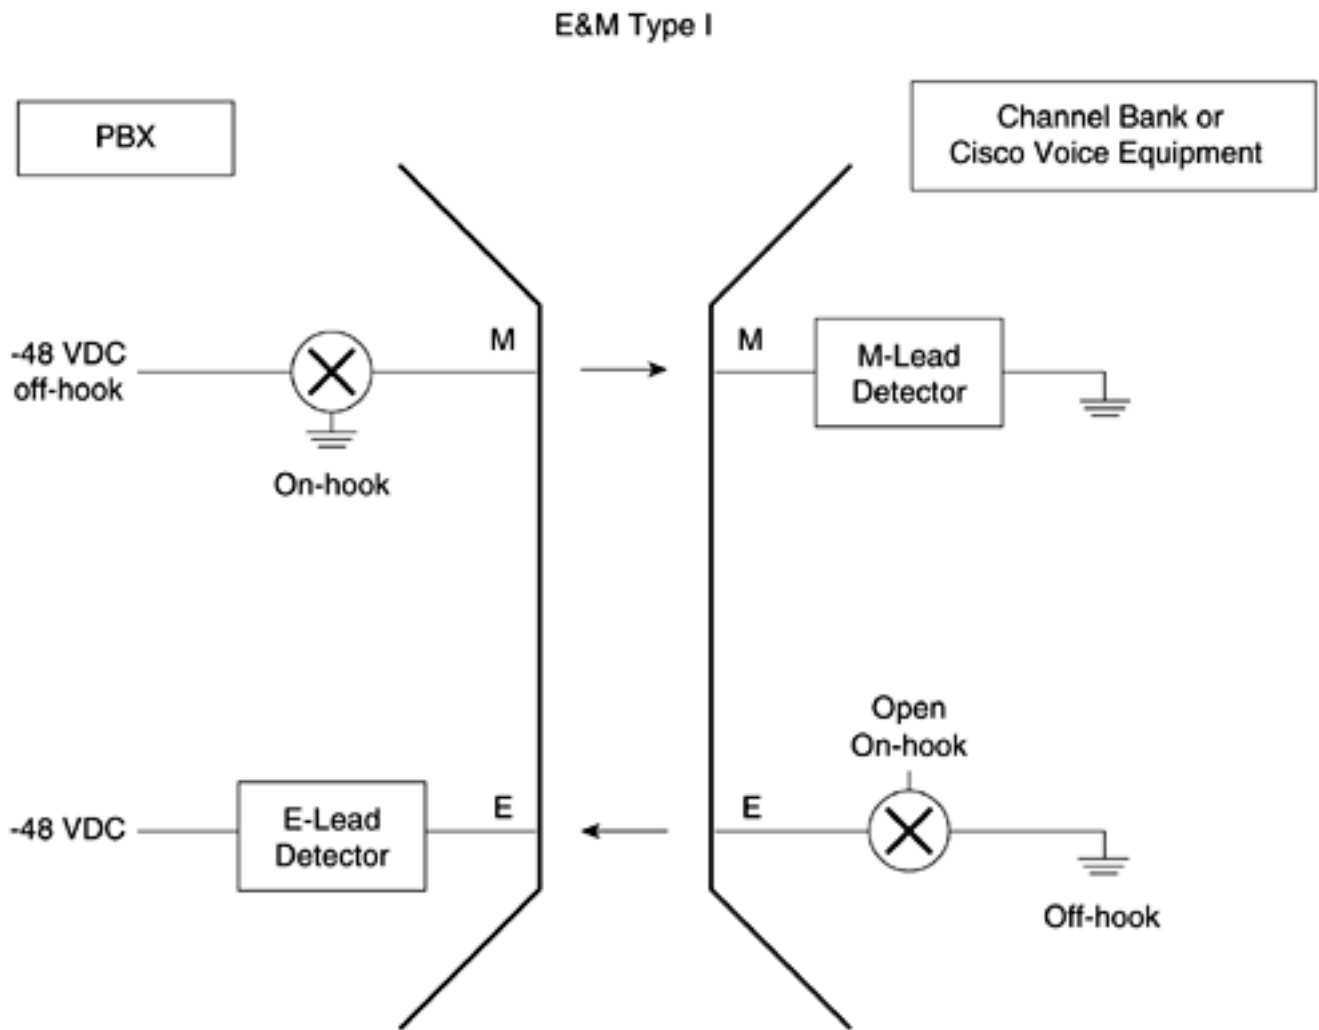 E&M Type I
PBX
Channel Bank or
Cisco Voice Equipment
-48 VDC
off-hook
M
On-hook
M
M-Lead
Detector
-48 VDC
E-Lead
Detector
E
Open
On-hook
E
Off-hook